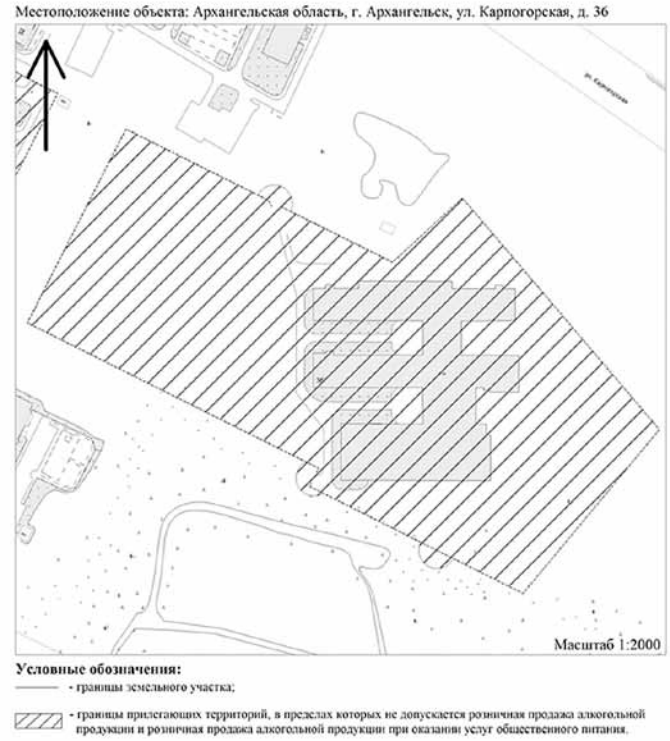 Местоположение объекта: Архангельская область, г. Архангельск, ул. Карпогорская, д. 36
ул. Карпогорская
Масштаб 1:2000
Условные обозначения:
- границы земельного участка;
- границы прилегающих территорий, в пределах которых не допускается розничная продажа алкогольной
продукции и розничная продажа алкогольной продукции при оказании услуг общественного питания.